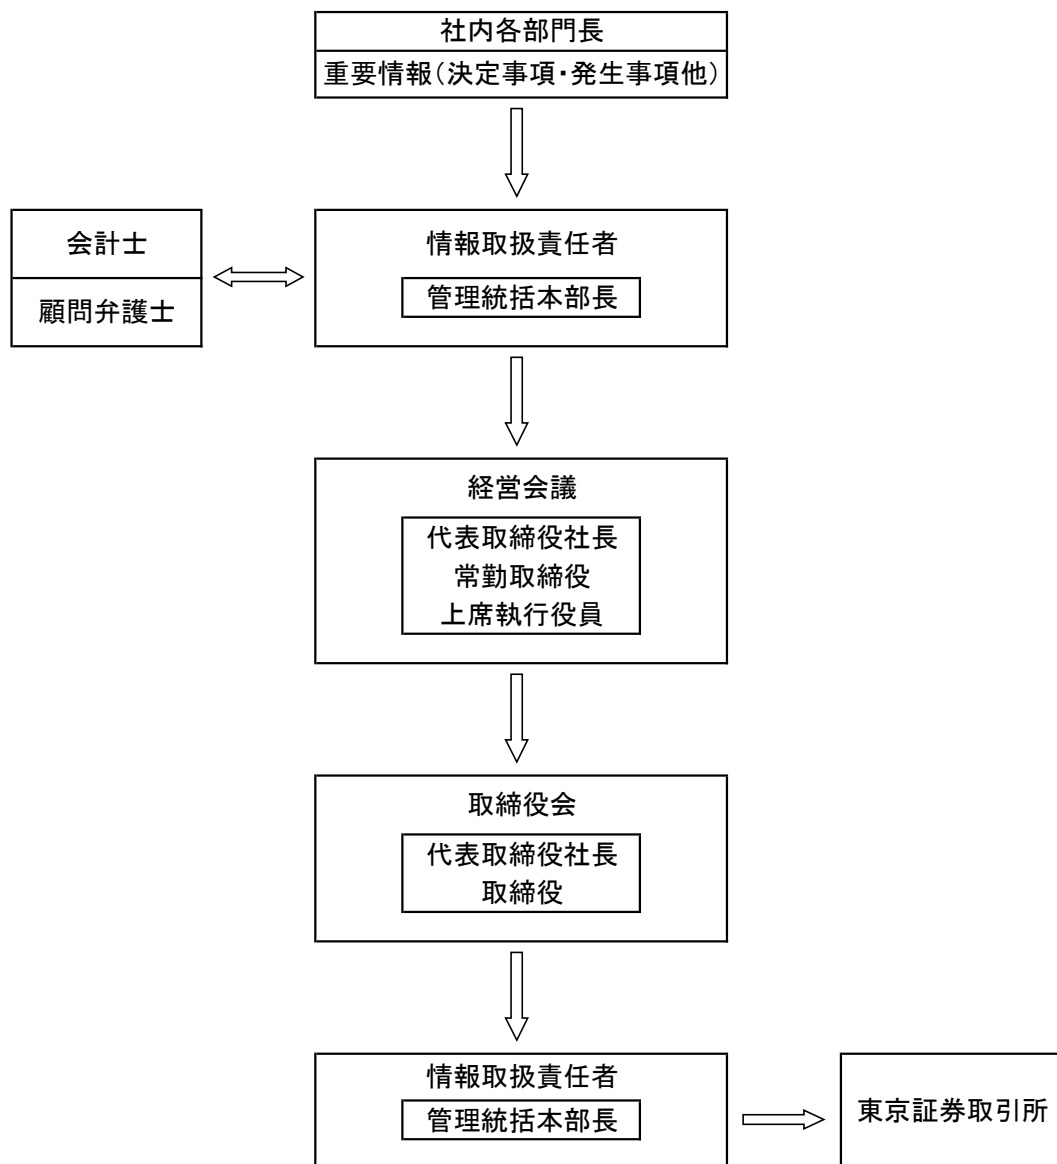 社内各部門長
重要情報（決定事項・発生事項他）
会計士
顧問弁護士
情報取扱責任者
管理統括本部長
経営会議
代表取締役社長
常勤取締役
上席執行役員
取締役会
代表取締役社長
取締役
情報取扱責任者
管理統括本部長
東京証券取引所